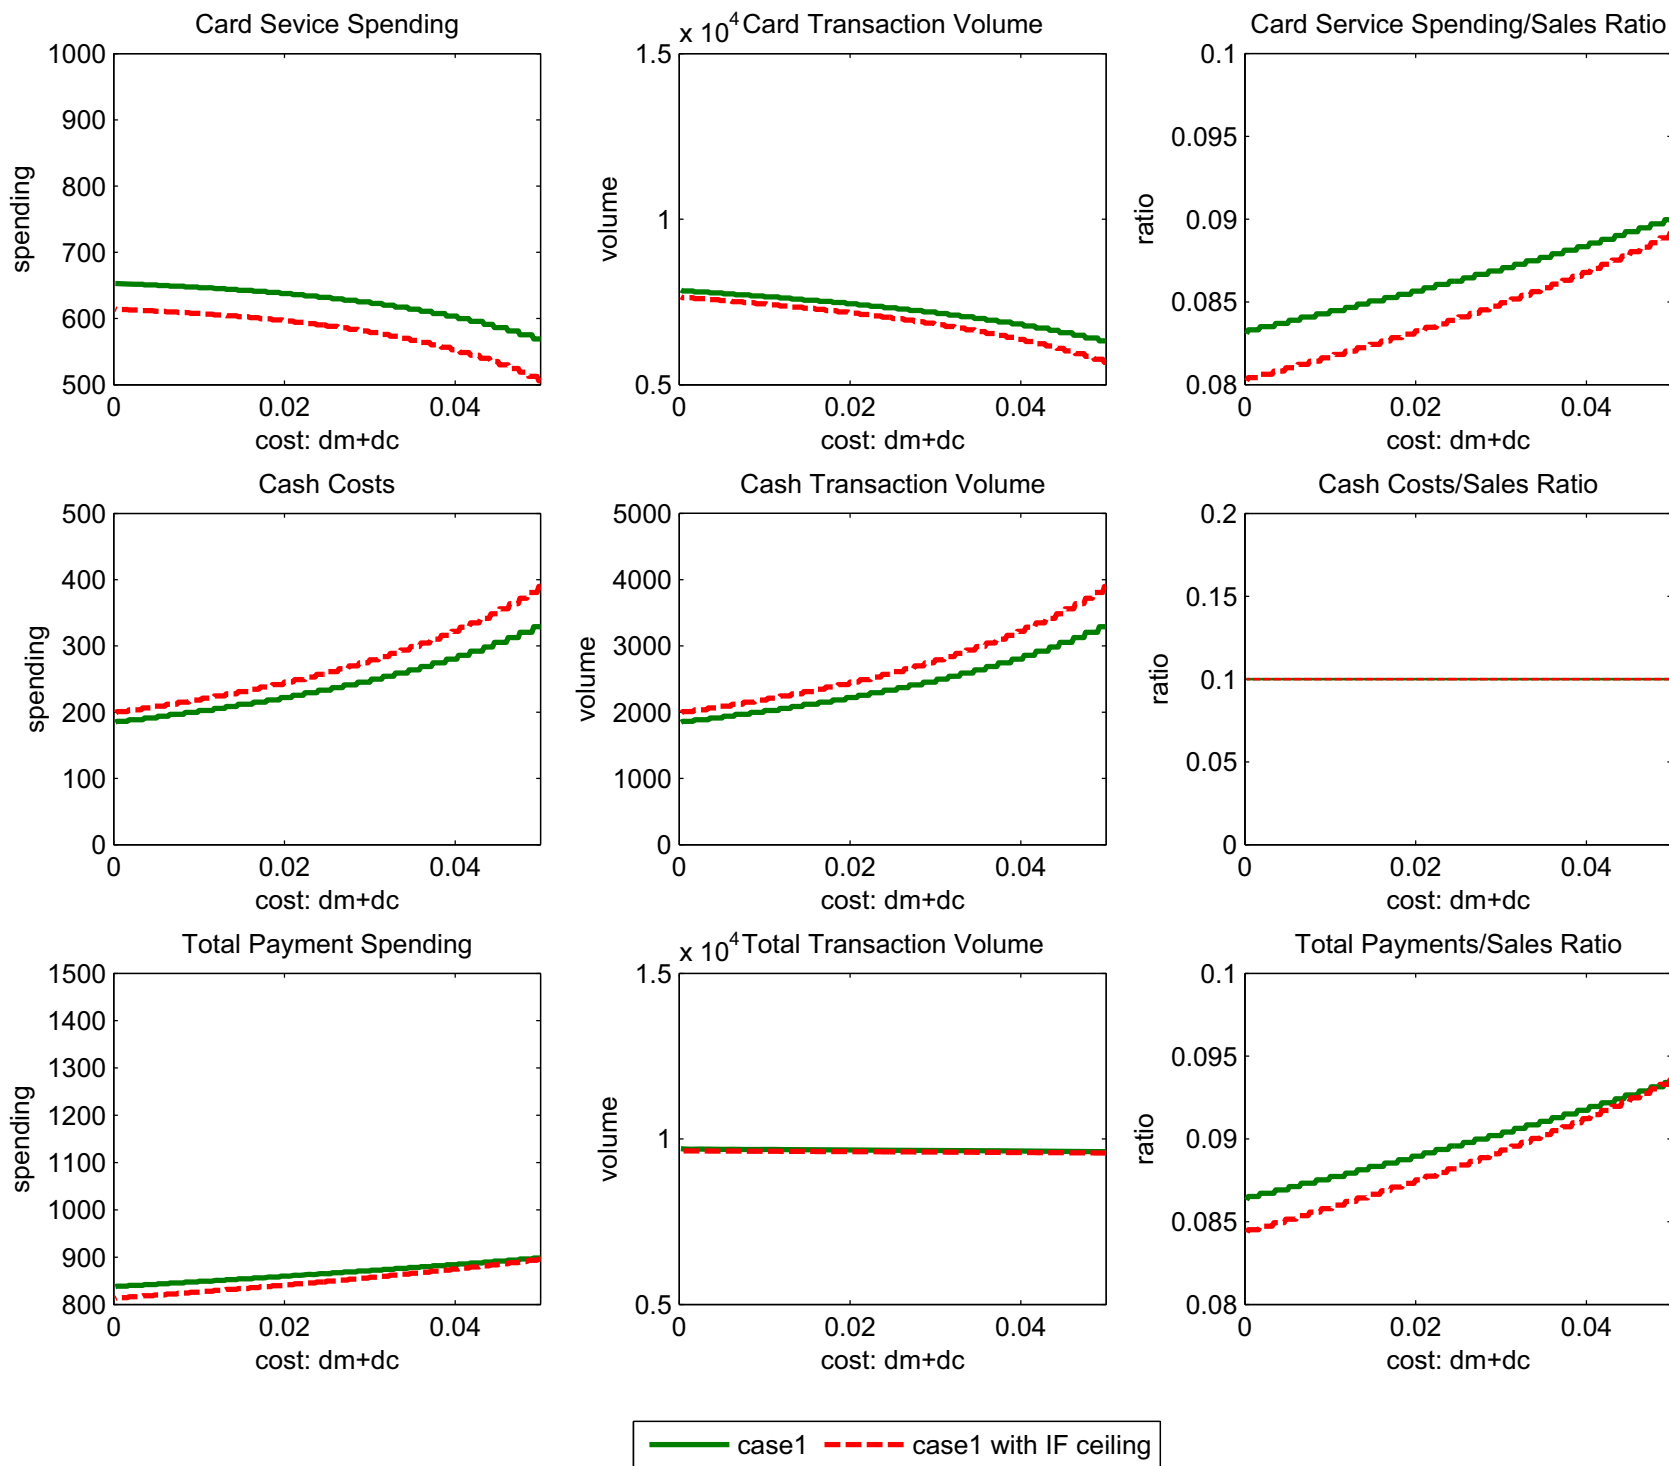 Card Sevice Spending
1000
900
800
700
600
500
spending
0 0.02 0.04
cost: dm+dc
x 10^4 Card Transaction Volume
1.5
1
0.5
volume
0 0.02 0.04
cost: dm+dc
Card Service Spending/Sales Ratio
0.1
0.095
0.09
0.085
0.08
ratio
0 0.02 0.04
cost: dm+dc
Cash Costs
500
400
300
200
100
0
spending
0 0.02 0.04
cost: dm+dc
Cash Transaction Volume
5000
4000
3000
2000
1000
0
volume
0 0.02 0.04
cost: dm+dc
Cash Costs/Sales Ratio
0.2
0.15
0.1
0.05
0
ratio
0 0.02 0.04
cost: dm+dc
Total Payment Spending
1500
1400
1300
1200
1100
1000
900
800
spending
0 0.02 0.04
cost: dm+dc
x 10^4 Total Transaction Volume
1.5
1
0.5
volume
0 0.02 0.04
cost: dm+dc
Total Payments/Sales Ratio
0.1
0.095
0.09
0.085
0.08
ratio
0 0.02 0.04
cost: dm+dc
case1 case1 with IF ceiling